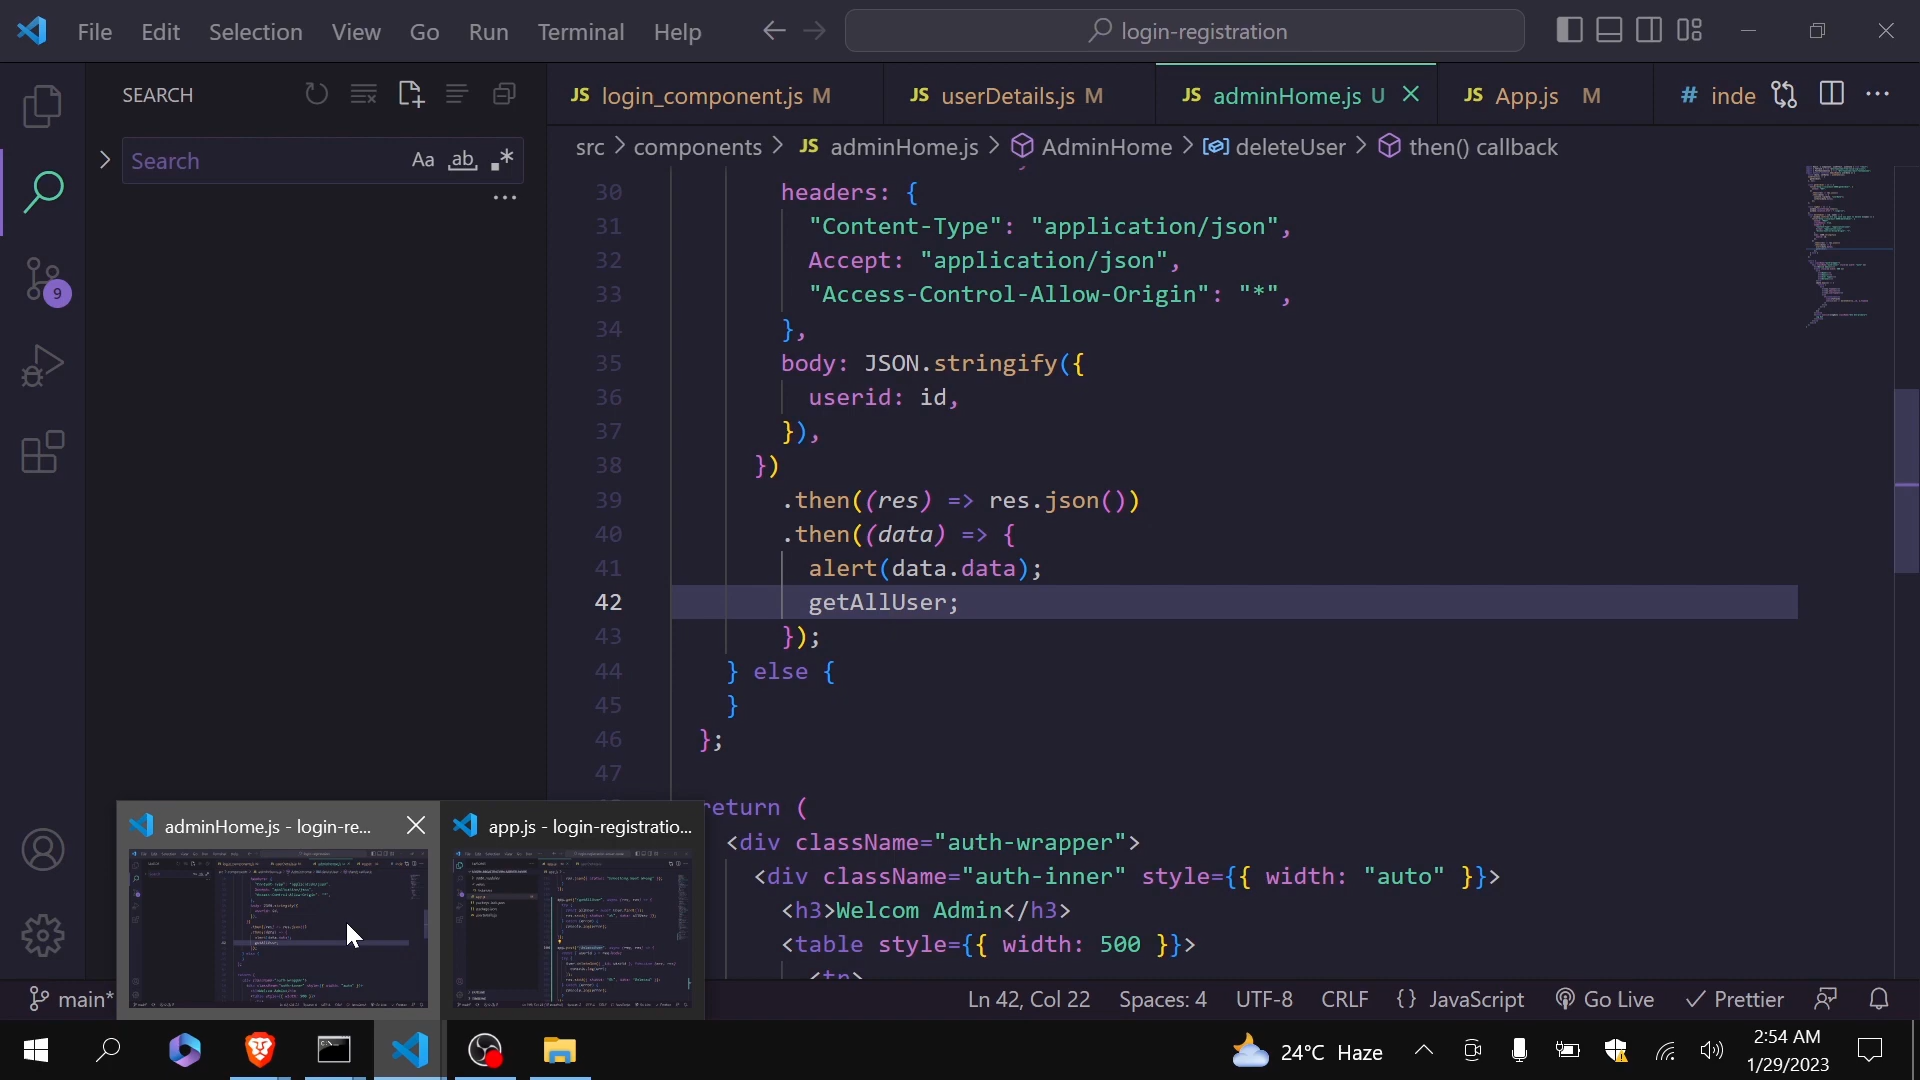 File Edit Selection View Go Run Terminal Help
login-registration
SEARCH
JS login_component.js M
JS userDetails.js M
JS adminHome.js U
JS App.js M
# inde
Search
Aa ab *
src > components > JS adminHome.js > AdminHome > deleteUser > then() callback
30 headers: {
31 "Content-Type": "application/json",
32 Accept: "application/json",
33 "Access-Control-Allow-Origin": "*",
34 },
35 body: JSON.stringify({
36 userid: id,
37 }),
38 })
39 .then((res) => res.json())
40 .then((data) => {
41 alert(data.data);
42 getAllUser;
43 });
44 } else {
45 }
46 };
47
return (
<div className="auth-wrapper">
<div className="auth-inner" style={{ width: "auto" }}>
<h3>Welcom Admin</h3>
<table style={{ width: 500 }}>
<tr>
9
adminHome.js - login-re...
app.js - login-registratio...
main*
Ln 42, Col 22 Spaces: 4 UTF-8 CRLF {} JavaScript Go Live Prettier
24°C Haze
2:54 AM
1/29/2023